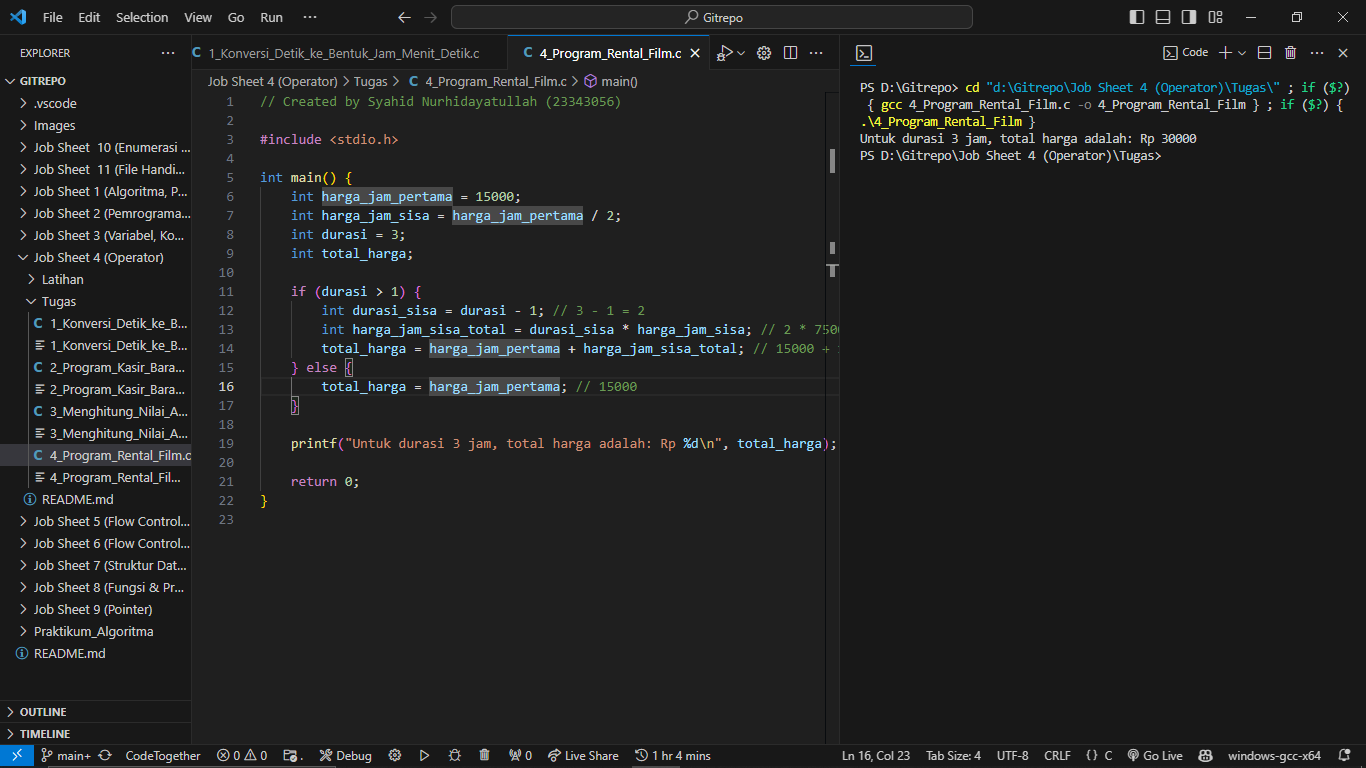 File Edit Selection View Go Run ··· Gitrepo
EXPLORER ···
GITREPO
.vscode
Images
Job Sheet 10 (Enumerasi ...
Job Sheet 11 (File Handi...
Job Sheet 1 (Algoritma, P...
Job Sheet 2 (Pemrograma...
Job Sheet 3 (Variabel, Ko...
Job Sheet 4 (Operator)
Latihan
Tugas
C 1_Konversi_Detik_ke_B...
1_Konversi_Detik_ke_B...
C 2_Program_Kasir_Bara...
2_Program_Kasir_Bara...
C 3_Menghitung_Nilai_A...
3_Menghitung_Nilai_A...
C 4_Program_Rental_Film.c
4_Program_Rental_Fil...
README.md
Job Sheet 5 (Flow Control...
Job Sheet 6 (Flow Control...
Job Sheet 7 (Struktur Dat...
Job Sheet 8 (Fungsi & Pr...
Job Sheet 9 (Pointer)
Praktikum_Algoritma
README.md
OUTLINE
TIMELINE
C 1_Konversi_Detik_ke_Bentuk_Jam_Menit_Detik.c C 4_Program_Rental_Film.c
Job Sheet 4 (Operator) > Tugas > C 4_Program_Rental_Film.c > main()
1 // Created by Syahid Nurhidayatullah (23343056)
2
3 #include <stdio.h>
4
5 int main() {
6 int harga_jam_pertama = 15000;
7 int harga_jam_sisa = harga_jam_pertama / 2;
8 int durasi = 3;
9 int total_harga;
10
11 if (durasi > 1) {
12 int durasi_sisa = durasi - 1; // 3 - 1 = 2
13 int harga_jam_sisa_total = durasi_sisa * harga_jam_sisa; // 2 * 750
14 total_harga = harga_jam_pertama + harga_jam_sisa_total; // 15000 +
15 } else {
16 total_harga = harga_jam_pertama; // 15000
17 }
18
19 printf("Untuk durasi 3 jam, total harga adalah: Rp %d\n", total_harga);
20
21 return 0;
22 }
23
Code
PS D:\Gitrepo> cd "d:\Gitrepo\Job Sheet 4 (Operator)\Tugas\" ; if ($?)
{ gcc 4_Program_Rental_Film.c -o 4_Program_Rental_Film } ; if ($?) {
.\4_Program_Rental_Film }
Untuk durasi 3 jam, total harga adalah: Rp 30000
PS D:\Gitrepo\Job Sheet 4 (Operator)\Tugas>
main+ CodeTogether 0 0 Debug 0 Live Share 1 hr 4 mins Ln 16, Col 23 Tab Size: 4 UTF-8 CRLF {} C Go Live windows-gcc-x64